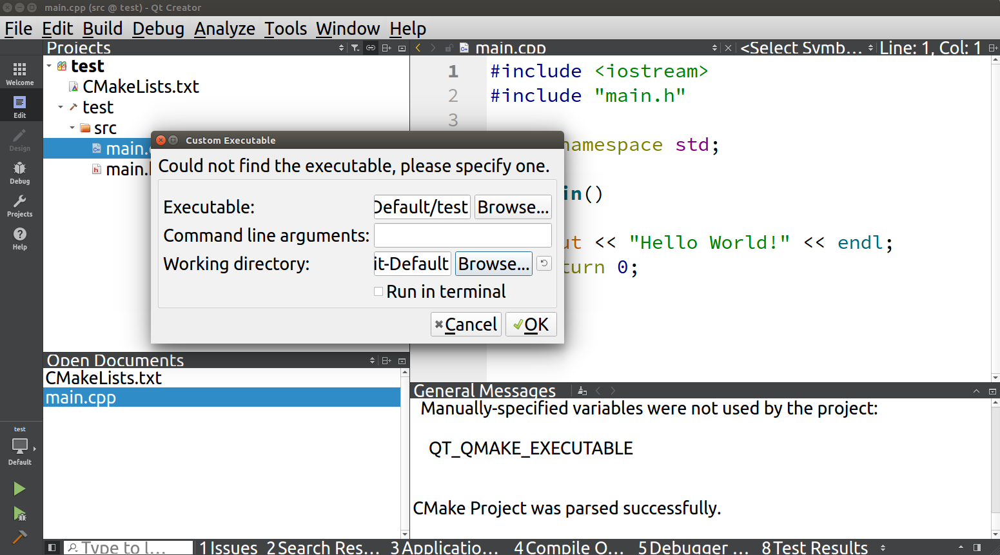 main.cpp (src @ test) - Qt Creator
File Edit Build Debug Analyze Tools Window Help
Projects
main.cpp
<Select Symb...
Line: 1, Col: 1
Welcome
Edit
Design
Debug
Projects
Help
test
CMakeLists.txt
test
src
main.c
main.h
1 #include <iostream>
2 #include "main.h"
3
namespace std;
in()
ut << "Hello World!" << endl;
turn 0;
Custom Executable
Could not find the executable, please specify one.
Executable: Default/test Browse...
Command line arguments:
Working directory: it-Default Browse...
Run in terminal
Cancel OK
Open Documents
CMakeLists.txt
main.cpp
General Messages
Manually-specified variables were not used by the project:
QT_QMAKE_EXECUTABLE
CMake Project was parsed successfully.
test
Default
Type to l...
1 Issues 2 Search Res... 3 Applicatio... 4 Compile O... 5 Debugger ... 8 Test Results